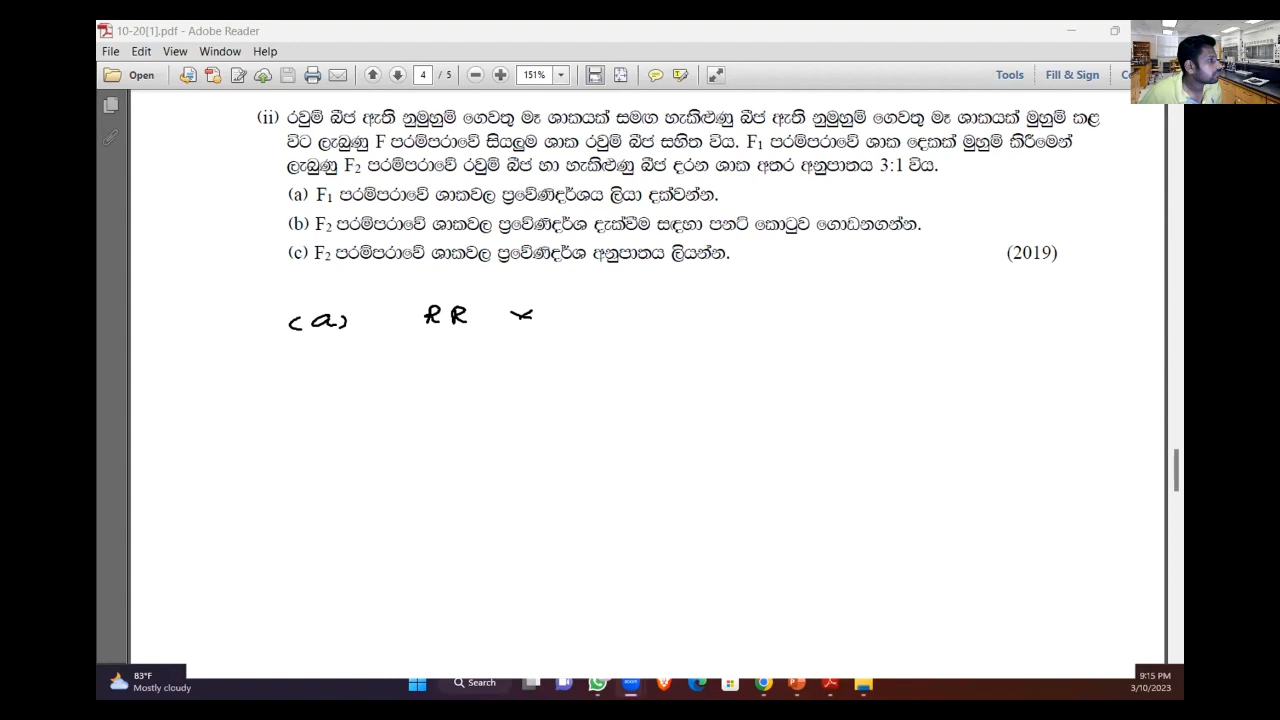 10-20[1].pdf - Adobe Reader
File Edit View Window Help
Open 4 / 5 151% Tools Fill & Sign
(ii) රවුම් බීජ ඇති නුමුහුම් ගෙවතු මෑ ශාකයක් සමඟ හැකිළුණු බීජ ඇති නුමුහුම් ගෙවතු මෑ ශාකයක් මුහුම් කළ
විට ලැබුණු F පරම්පරාවේ සියලුම ශාක රවුම් බීජ සහිත විය. F₁ පරම්පරාවේ ශාක දෙකක් මුහුම් කිරීමෙන්
ලැබුණු F₂ පරම්පරාවේ රවුම් බීජ හා හැකිළුණු බීජ දරන ශාක අතර අනුපාතය 3:1 විය.
(a) F₁ පරම්පරාවේ ශාකවල ප්‍රවේණිදර්ශය ලියා දක්වන්න.
(b) F₂ පරම්පරාවේ ශාකවල ප්‍රවේණිදර්ශ දැක්වීම සඳහා පනට් කොටුව ගොඩනගන්න.
(c) F₂ පරම්පරාවේ ශාකවල ප්‍රවේණිදර්ශ අනුපාතය ලියන්න. (2019)
(a) RR ×
83°F
Mostly cloudy
Search
9:15 PM
3/10/2023